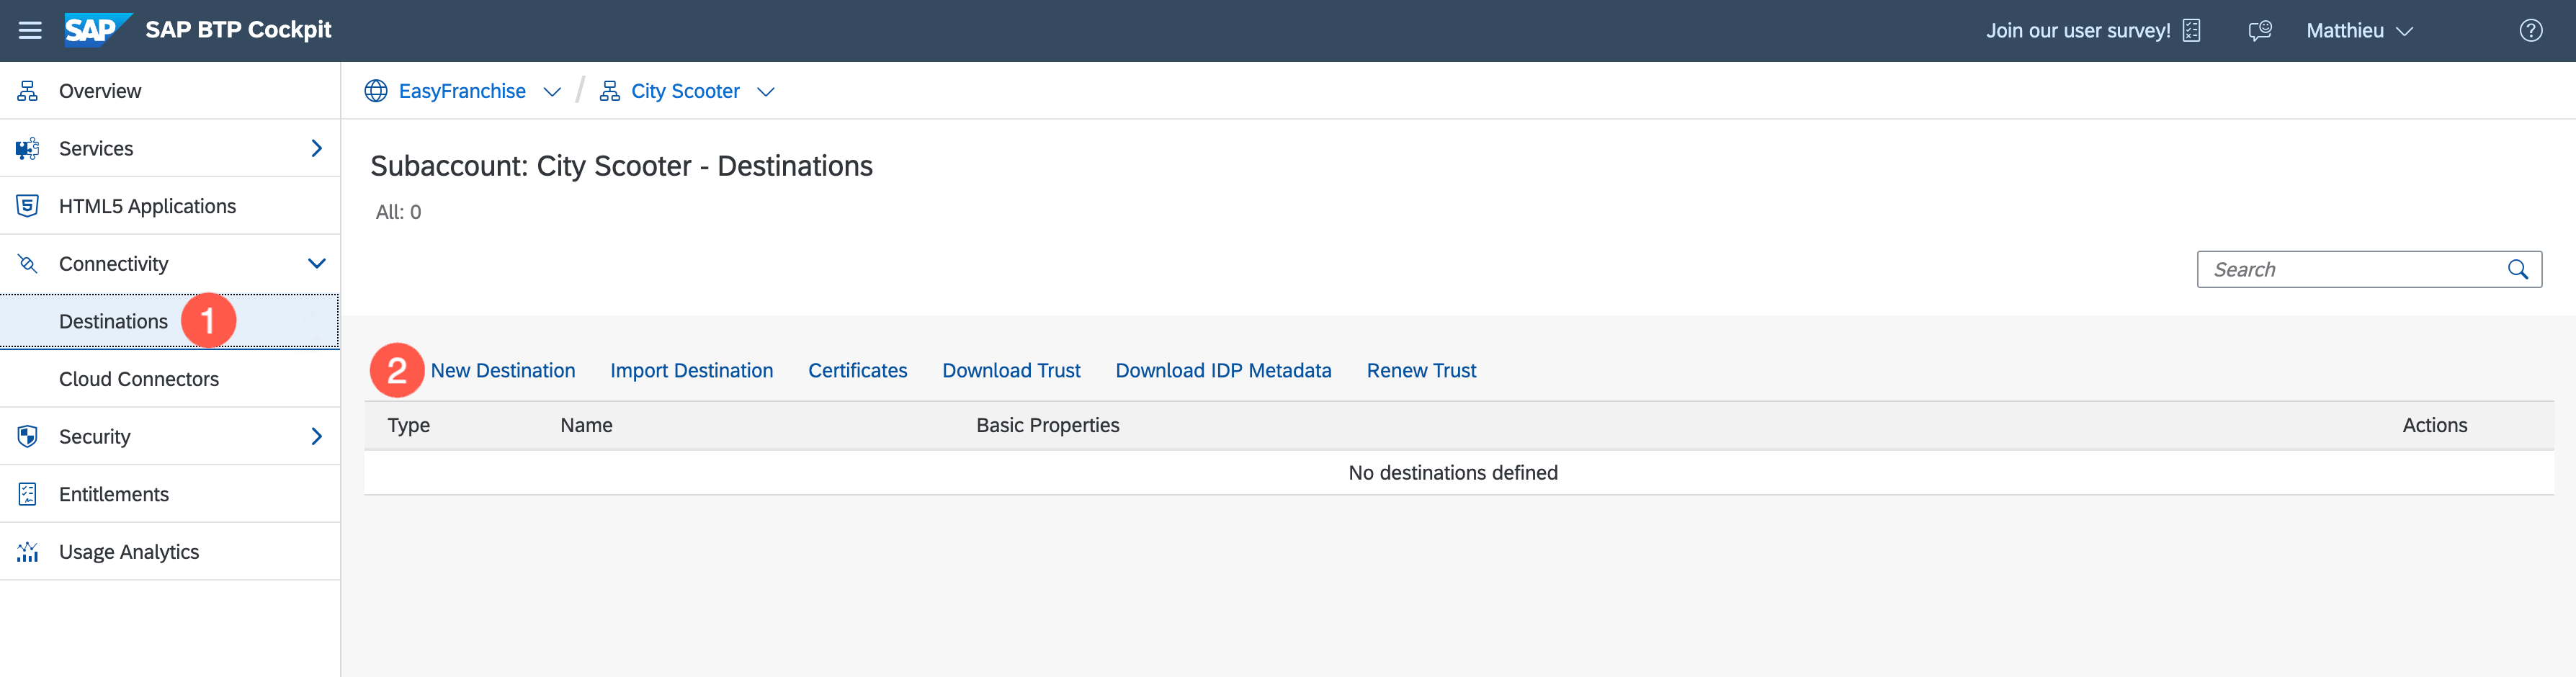 SAP SAP BTP Cockpit Join our user survey! Matthieu ?
Overview
Services
5 HTML5 Applications
Connectivity
Destinations 1
Cloud Connectors
Security
Entitlements
Usage Analytics
EasyFranchise / City Scooter
Subaccount: City Scooter - Destinations
All: 0
Search
2 New Destination Import Destination Certificates Download Trust Download IDP Metadata Renew Trust
Type Name Basic Properties Actions
No destinations defined